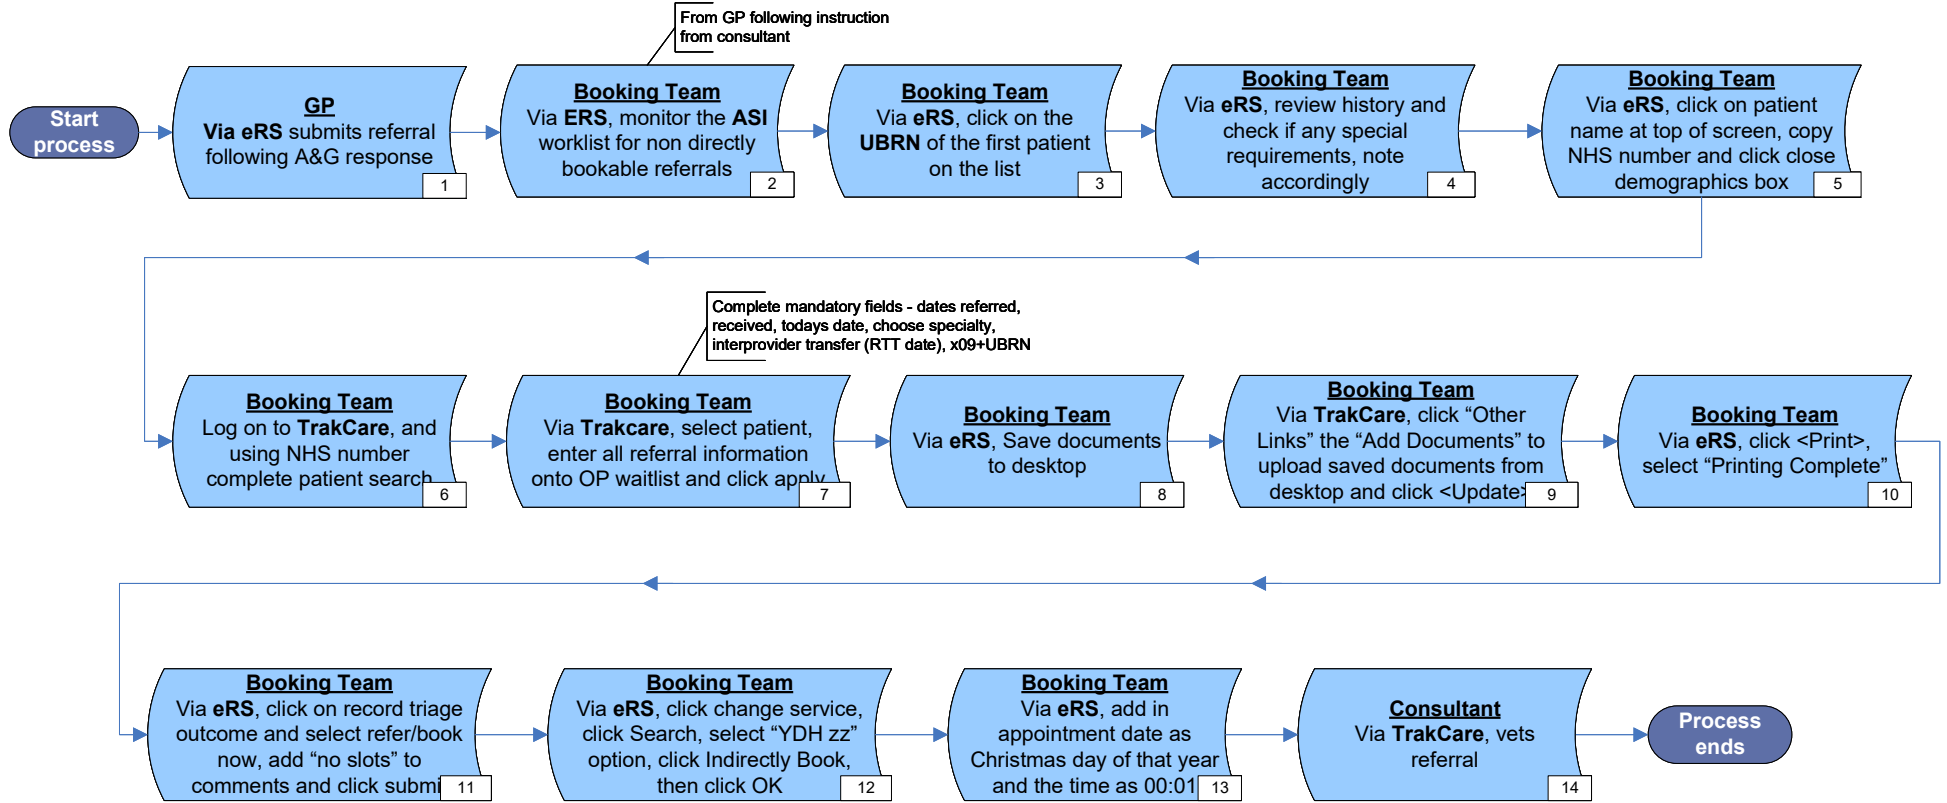 From GP following instruction
from consultant
Start
process
GP
Via eRS submits referral
following A&G response
1
Booking Team
Via ERS, monitor the ASI
worklist for non directly
bookable referrals
2
Booking Team
Via eRS, click on the
UBRN of the first patient
on the list
3
Booking Team
Via eRS, review history and
check if any special
requirements, note
accordingly
4
Booking Team
Via eRS, click on patient
name at top of screen, copy
NHS number and click close
demographics box
5
Complete mandatory fields - dates referred,
received, todays date, choose specialty,
interprovider transfer (RTT date), x09+UBRN
Booking Team
Log on to TrakCare, and
using NHS number
complete patient search
6
Booking Team
Via Trakcare, select patient,
enter all referral information
onto OP waitlist and click apply
7
Booking Team
Via eRS, Save documents
to desktop
8
Booking Team
Via TrakCare, click “Other
Links” the “Add Documents” to
upload saved documents from
desktop and click <Update>
9
Booking Team
Via eRS, click <Print>,
select “Printing Complete”
10
Booking Team
Via eRS, click on record triage
outcome and select refer/book
now, add “no slots” to
comments and click submi
11
Booking Team
Via eRS, click change service,
click Search, select “YDH zz”
option, click Indirectly Book,
then click OK
12
Booking Team
Via eRS, add in
appointment date as
Christmas day of that year
and the time as 00:01
13
Consultant
Via TrakCare, vets
referral
14
Process
ends